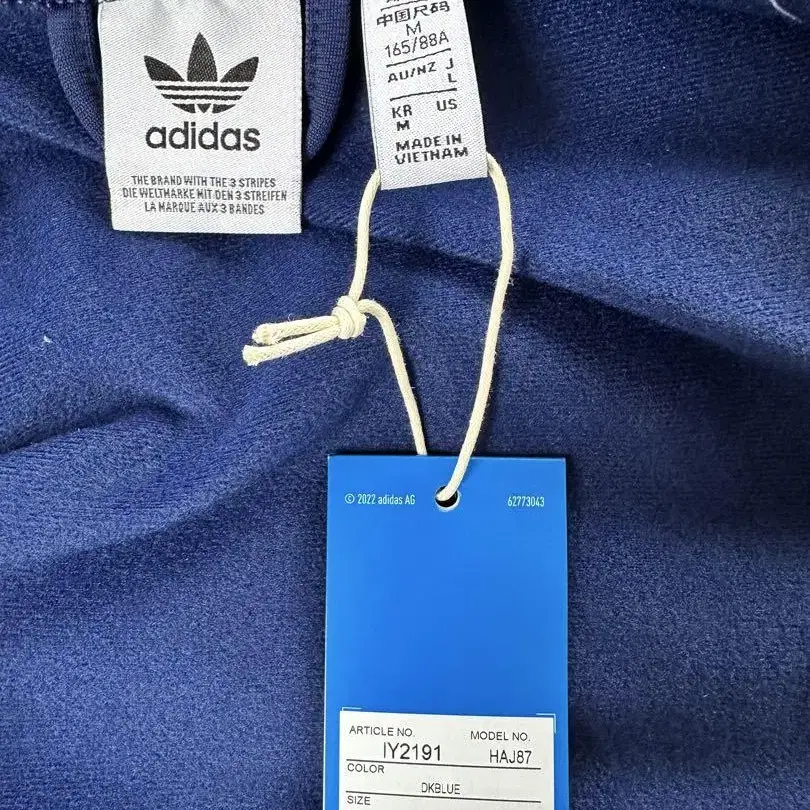 adidas
THE BRAND WITH THE 3 STRIPES
DIE WELTMARKE MIT DEN 3 STREIFEN
LA MARQUE AUX 3 BANDES
中国尺码
M
165/88A
AU/NZ J
L
KR US
M
MADE IN
VIETNAM
© 2022 adidas AG 62773043
ARTICLE NO. MODEL NO.
IY2191 HAJ87
COLOR
DKBLUE
SIZE